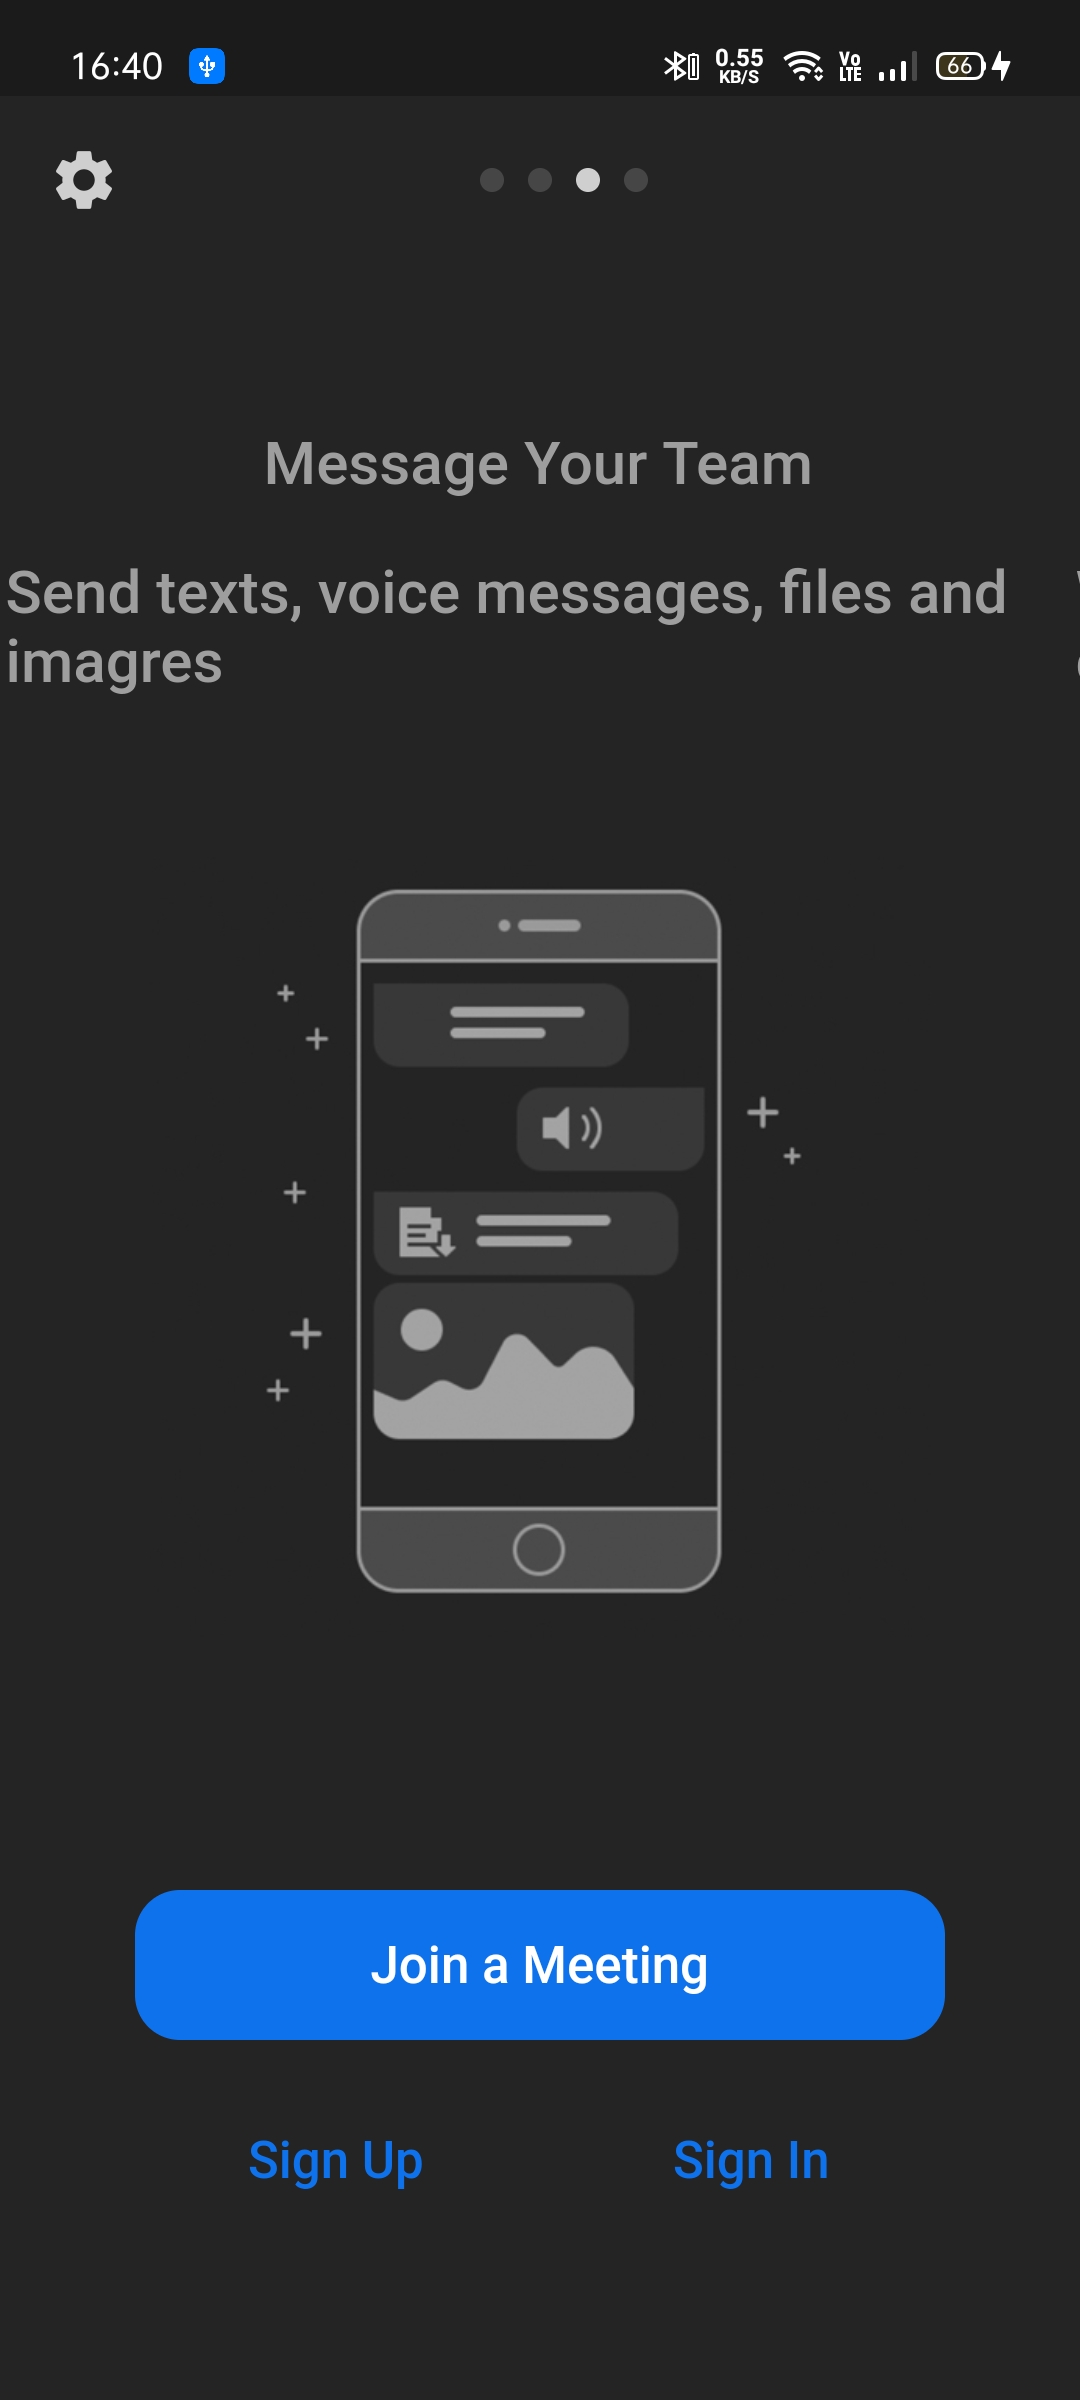 16:40
0.55
KB/S
Vo
LTE
66
Message Your Team
Send texts, voice messages, files and
imagres
Join a Meeting
Sign Up
Sign In